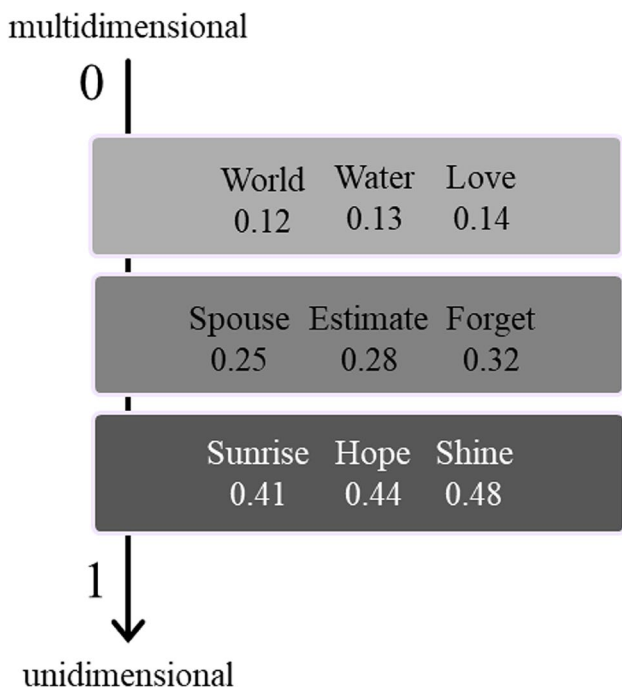 multidimensional
0
World Water Love
0.12 0.13 0.14
Spouse Estimate Forget
0.25 0.28 0.32
Sunrise Hope Shine
0.41 0.44 0.48
1
unidimensional